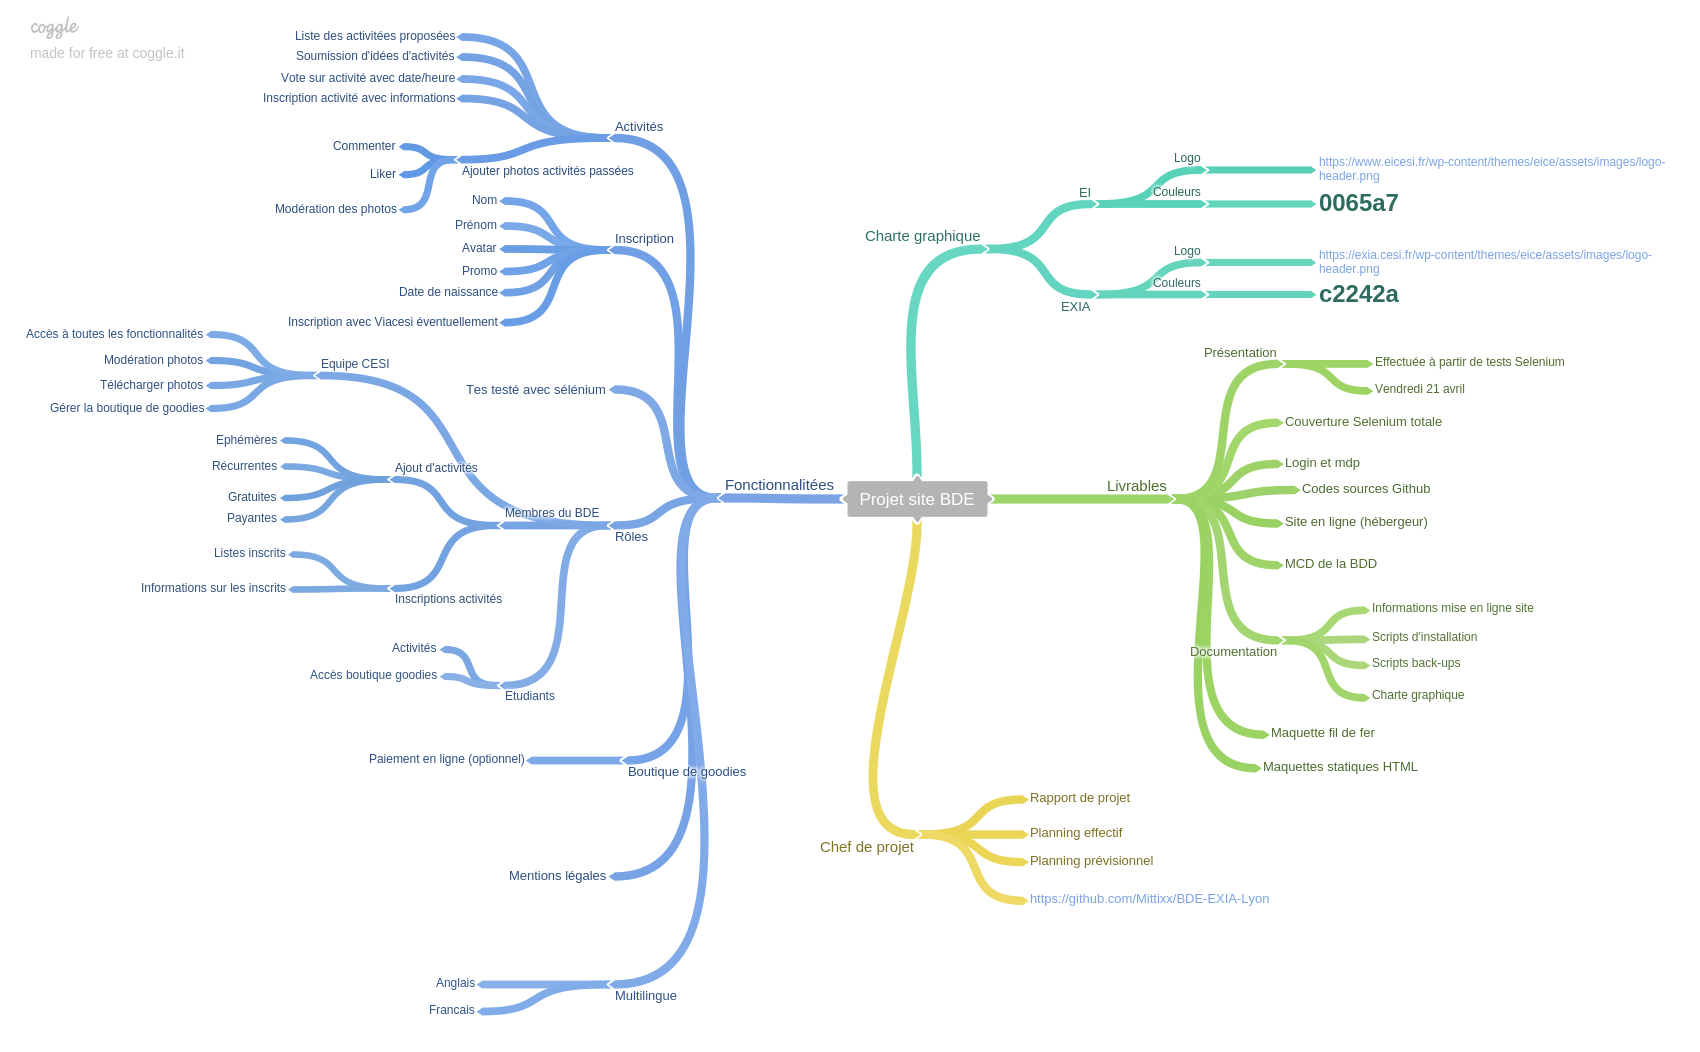 coggle
made for free at coggle.it
Projet site BDE
Fonctionnalitées
Activités
Liste des activitées proposées
Soumission d'idées d'activités
Vote sur activité avec date/heure
Inscription activité avec informations
Ajouter photos activités passées
Commenter
Liker
Modération des photos
Inscription
Nom
Prénom
Avatar
Promo
Date de naissance
Inscription avec Viacesi éventuellement
Tes testé avec sélénium
Rôles
Equipe CESI
Accès à toutes les fonctionnalités
Modération photos
Télécharger photos
Gérer la boutique de goodies
Membres du BDE
Ajout d'activités
Ephémères
Récurrentes
Gratuites
Payantes
Inscriptions activités
Listes inscrits
Informations sur les inscrits
Etudiants
Activités
Accès boutique goodies
Boutique de goodies
Paiement en ligne (optionnel)
Mentions légales
Multilingue
Anglais
Francais
Charte graphique
EI
Logo
https://www.eicesi.fr/wp-content/themes/eice/assets/images/logo-
header.png
Couleurs
0065a7
EXIA
Logo
https://exia.cesi.fr/wp-content/themes/eice/assets/images/logo-
header.png
Couleurs
c2242a
Livrables
Présentation
Effectuée à partir de tests Selenium
Vendredi 21 avril
Couverture Selenium totale
Login et mdp
Codes sources Github
Site en ligne (hébergeur)
MCD de la BDD
Documentation
Informations mise en ligne site
Scripts d'installation
Scripts back-ups
Charte graphique
Maquette fil de fer
Maquettes statiques HTML
Chef de projet
Rapport de projet
Planning effectif
Planning prévisionnel
https://github.com/Mittixx/BDE-EXIA-Lyon